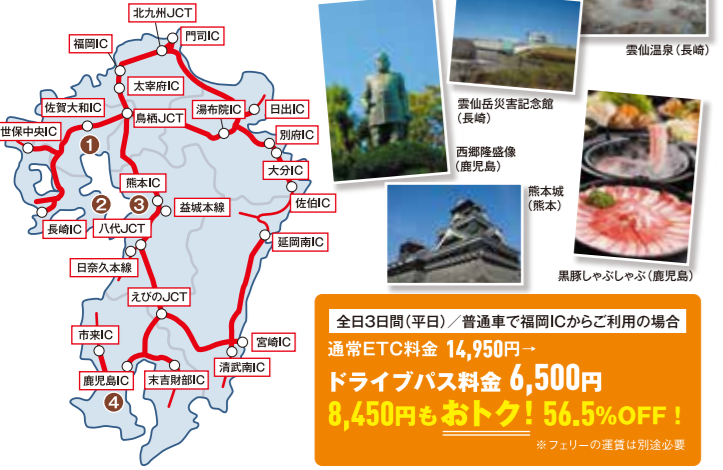 北九州JCT
門司IC
福岡IC
太宰府IC
佐賀大和IC
湯布院IC
日出IC
鳥栖JCT
世保中央IC
別府IC
①
大分IC
熊本IC
佐伯IC
②
③
益城本線
長崎IC
八代JCT
延岡南IC
日奈久本線
えびのJCT
市来IC
宮崎IC
清武南IC
鹿児島IC
末吉財部IC
④
雲仙温泉(長崎)
雲仙岳災害記念館
(長崎)
西郷隆盛像
(鹿児島)
熊本城
(熊本)
黒豚しゃぶしゃぶ(鹿児島)
全日3日間(平日)/普通車で福岡ICからご利用の場合
通常ETC料金 14,950円→
ドライブパス料金 6,500円
8,450円もおトク! 56.5%OFF!
※フェリーの運賃は別途必要